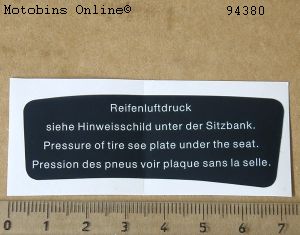 Motobins Online© 94380
Reifenluftdruck
siehe Hinweisschild unter der Sitzbank.
Pressure of tire see plate under the seat.
Pression des pneus voir plaque sans la selle.
0 1 2 3 4 5 6 7